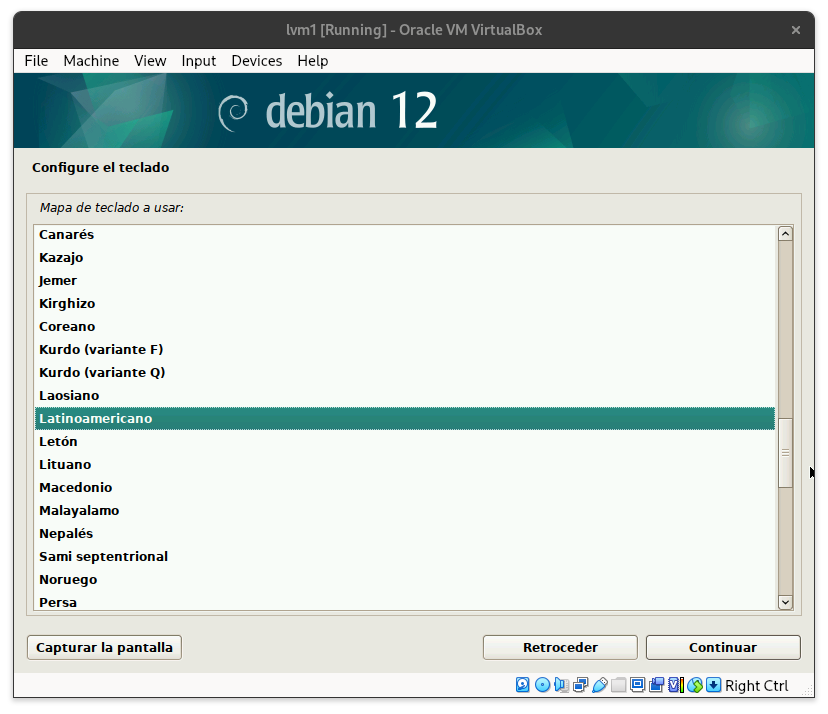 lvm1 [Running] - Oracle VM VirtualBox
File Machine View Input Devices Help
debian 12
Configure el teclado
Mapa de teclado a usar:
Canarés
Kazajo
Jemer
Kirghizo
Coreano
Kurdo (variante F)
Kurdo (variante Q)
Laosiano
Latinoamericano
Letón
Lituano
Macedonio
Malayalamo
Nepalés
Sami septentrional
Noruego
Persa
Capturar la pantalla Retroceder Continuar
Right Ctrl